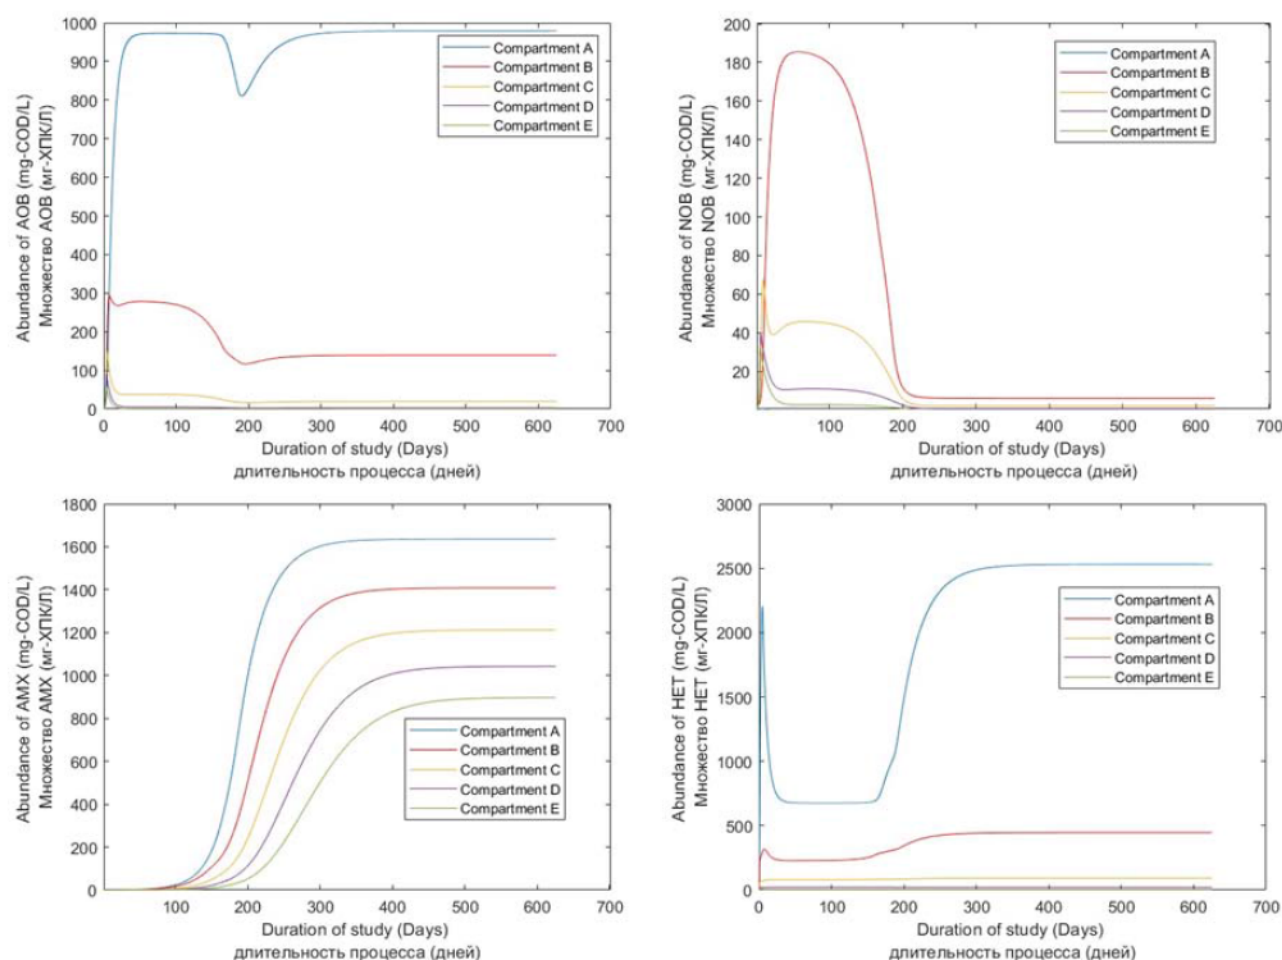 Abundance of AOB (mg-COD/L)
Множество AOB (мг-ХПК/Л)
1000
900
800
700
600
500
400
300
200
100
0
Compartment A
Compartment B
Compartment C
Compartment D
Compartment E
0 100 200 300 400 500 600 700
Duration of study (Days)
длительность процесса (дней)
Abundance of NOB (mg-COD/L)
Множество NOB (мг-ХПК/Л)
200
180
160
140
120
100
80
60
40
20
Compartment A
Compartment B
Compartment C
Compartment D
Compartment E
100 200 300 400 500 600 700
Duration of study (Days)
длительность процесса (дней)
Abundance of AMX (mg-COD/L)
Множество AMX (мг-ХПК/Л)
1800
1600
1400
1200
1000
800
600
400
200
0
Compartment A
Compartment B
Compartment C
Compartment D
Compartment E
100 200 300 400 500 600 700
Duration of study (Days)
длительность процесса (дней)
Abundance of HET (mg-COD/L)
Множество HET (мг-ХПК/Л)
3000
2500
2000
1500
1000
500
0
Compartment A
Compartment B
Compartment C
Compartment D
Compartment E
0 100 200 300 400 500 600 700
Duration of study (Days)
длительность процесса (дней)